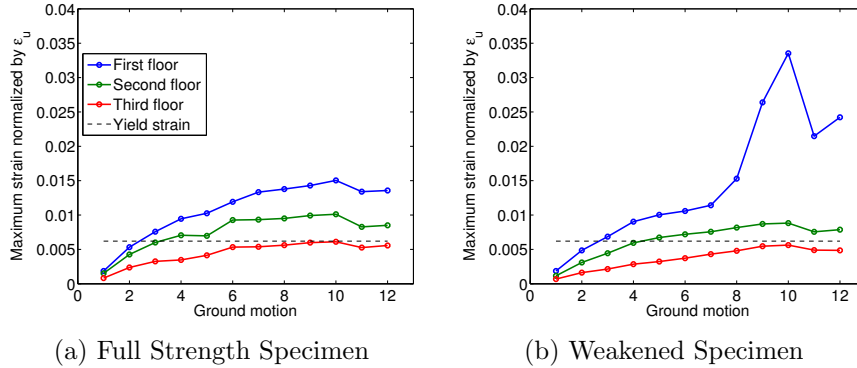 0.04
0.035
0.03
0.025
0.02
0.015
0.01
0.005
0
Maximum strain normalized by εu
First floor
Second floor
Third floor
Yield strain
0 2 4 6 8 10 12
Ground motion
(a) Full Strength Specimen
0.04
0.035
0.03
0.025
0.02
0.015
0.01
0.005
0
Maximum strain normalized by εu
0 2 4 6 8 10 12
Ground motion
(b) Weakened Specimen